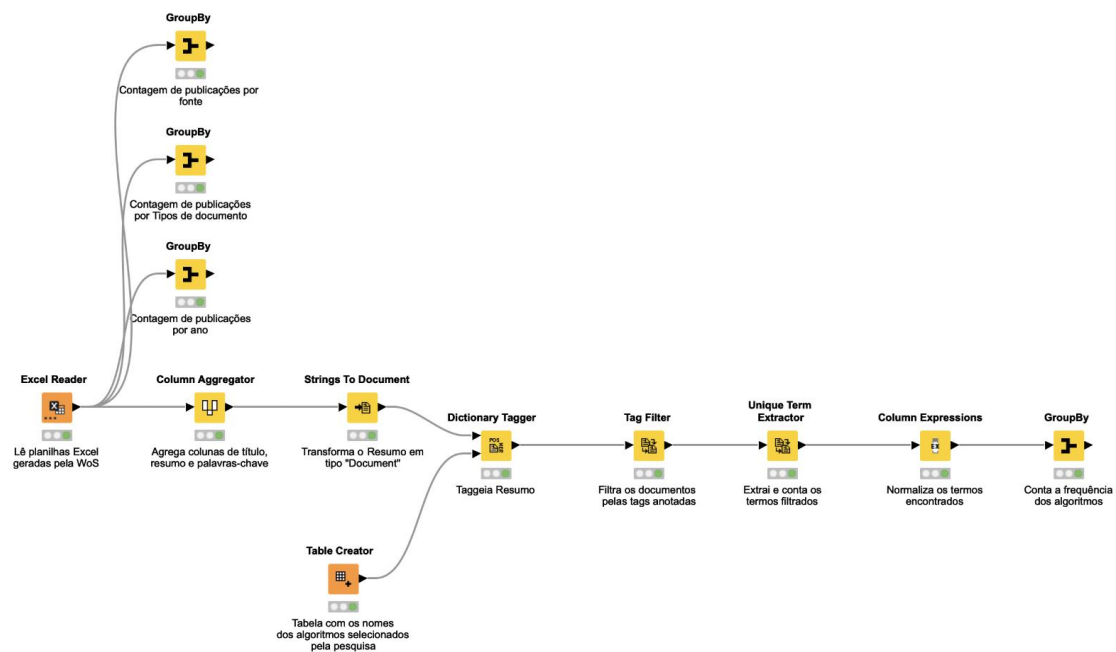 GroupBy
Contagem de publicações por
fonte
GroupBy
Contagem de publicações
por Tipos de documento
GroupBy
Contagem de publicações
por ano
Excel Reader
Lê planilhas Excel
geradas pela WoS
Column Aggregator
Agrega colunas de título,
resumo e palavras-chave
Strings To Document
Transforma o Resumo em
tipo "Document"
Dictionary Tagger
POS
Taggeia Resumo
Tag Filter
Filtra os documentos
pelas tags anotadas
Unique Term
Extractor
Extrai e conta os
termos filtrados
Column Expressions
Normaliza os termos
encontrados
GroupBy
Conta a frequência
dos algoritmos
Table Creator
Tabela com os nomes
dos algoritmos selecionados
pela pesquisa